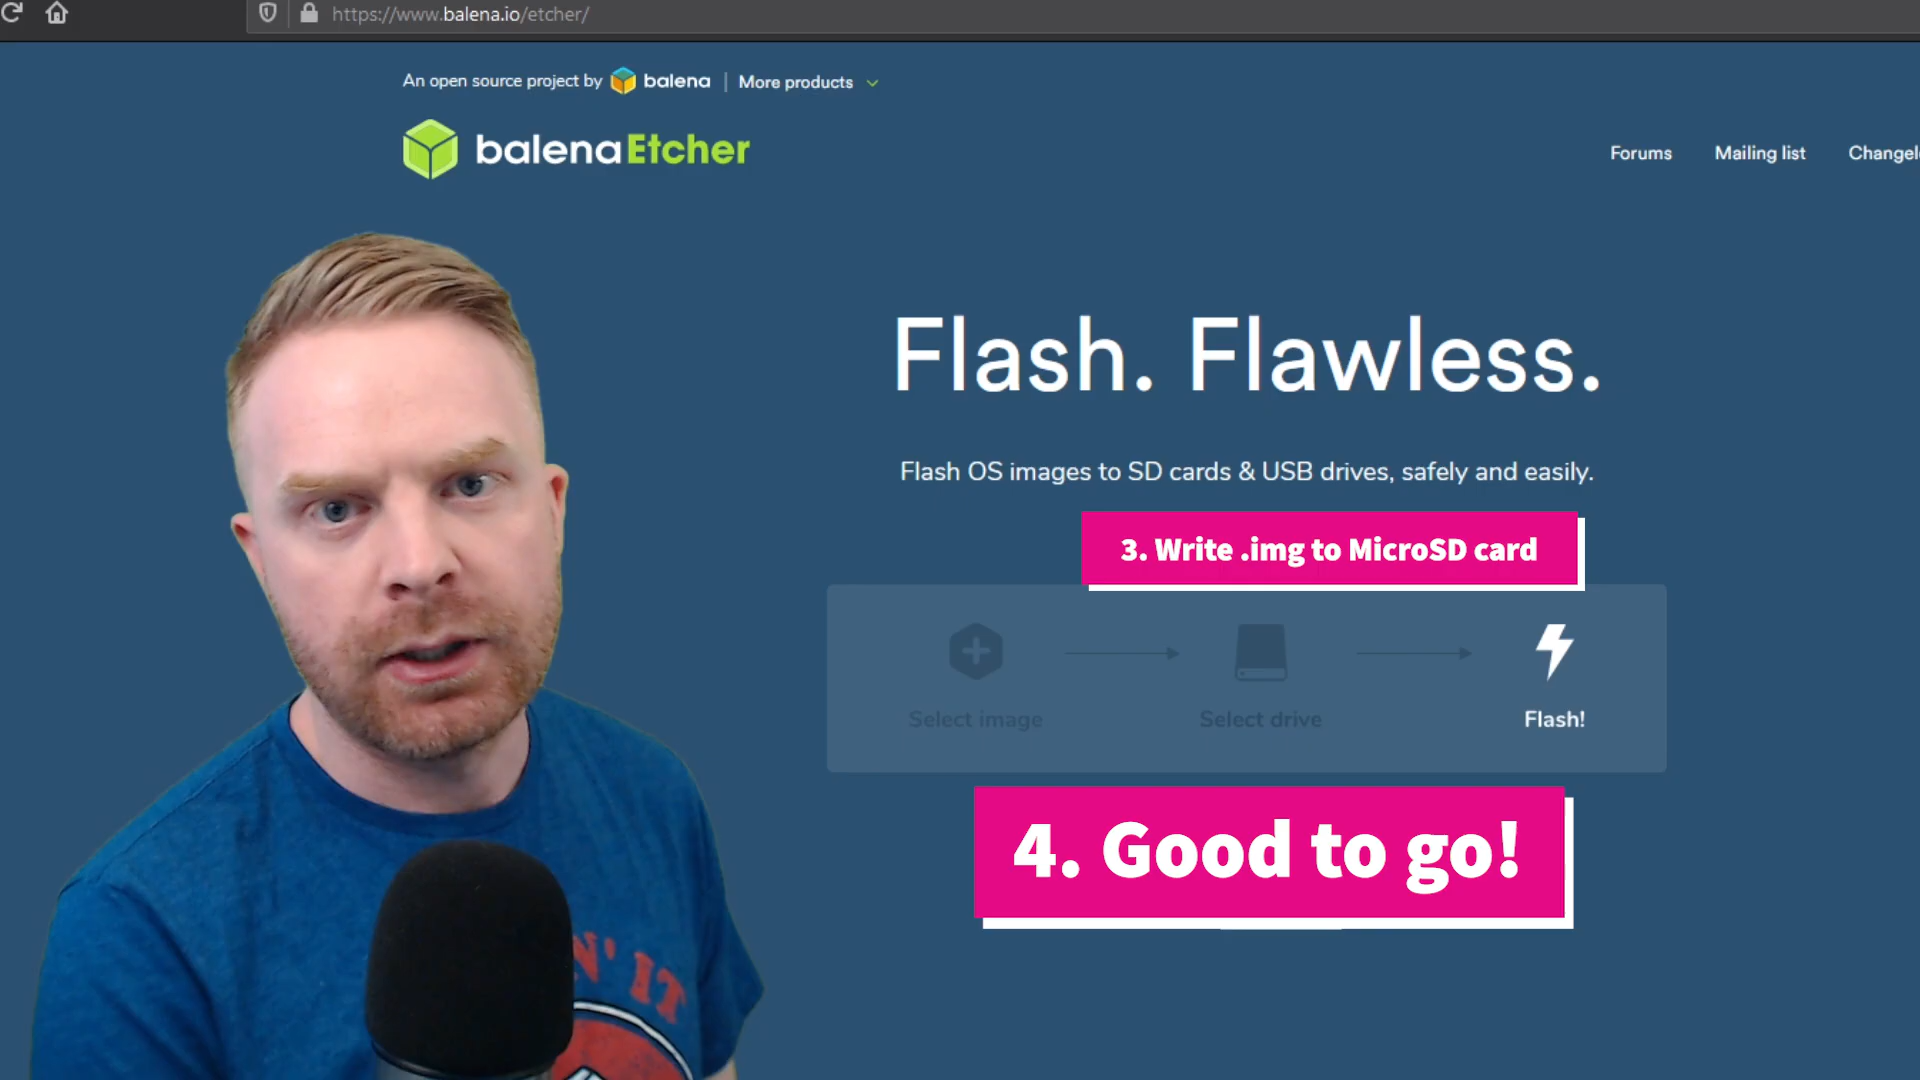 https://www.balena.io/etcher/
An open source project by balena | More products
balenaEtcher
Forums Mailing list Changel
Flash. Flawless.
Flash OS images to SD cards & USB drives, safely and easily.
3. Write .img to MicroSD card
Select image Select drive Flash!
4. Good to go!
N' IT